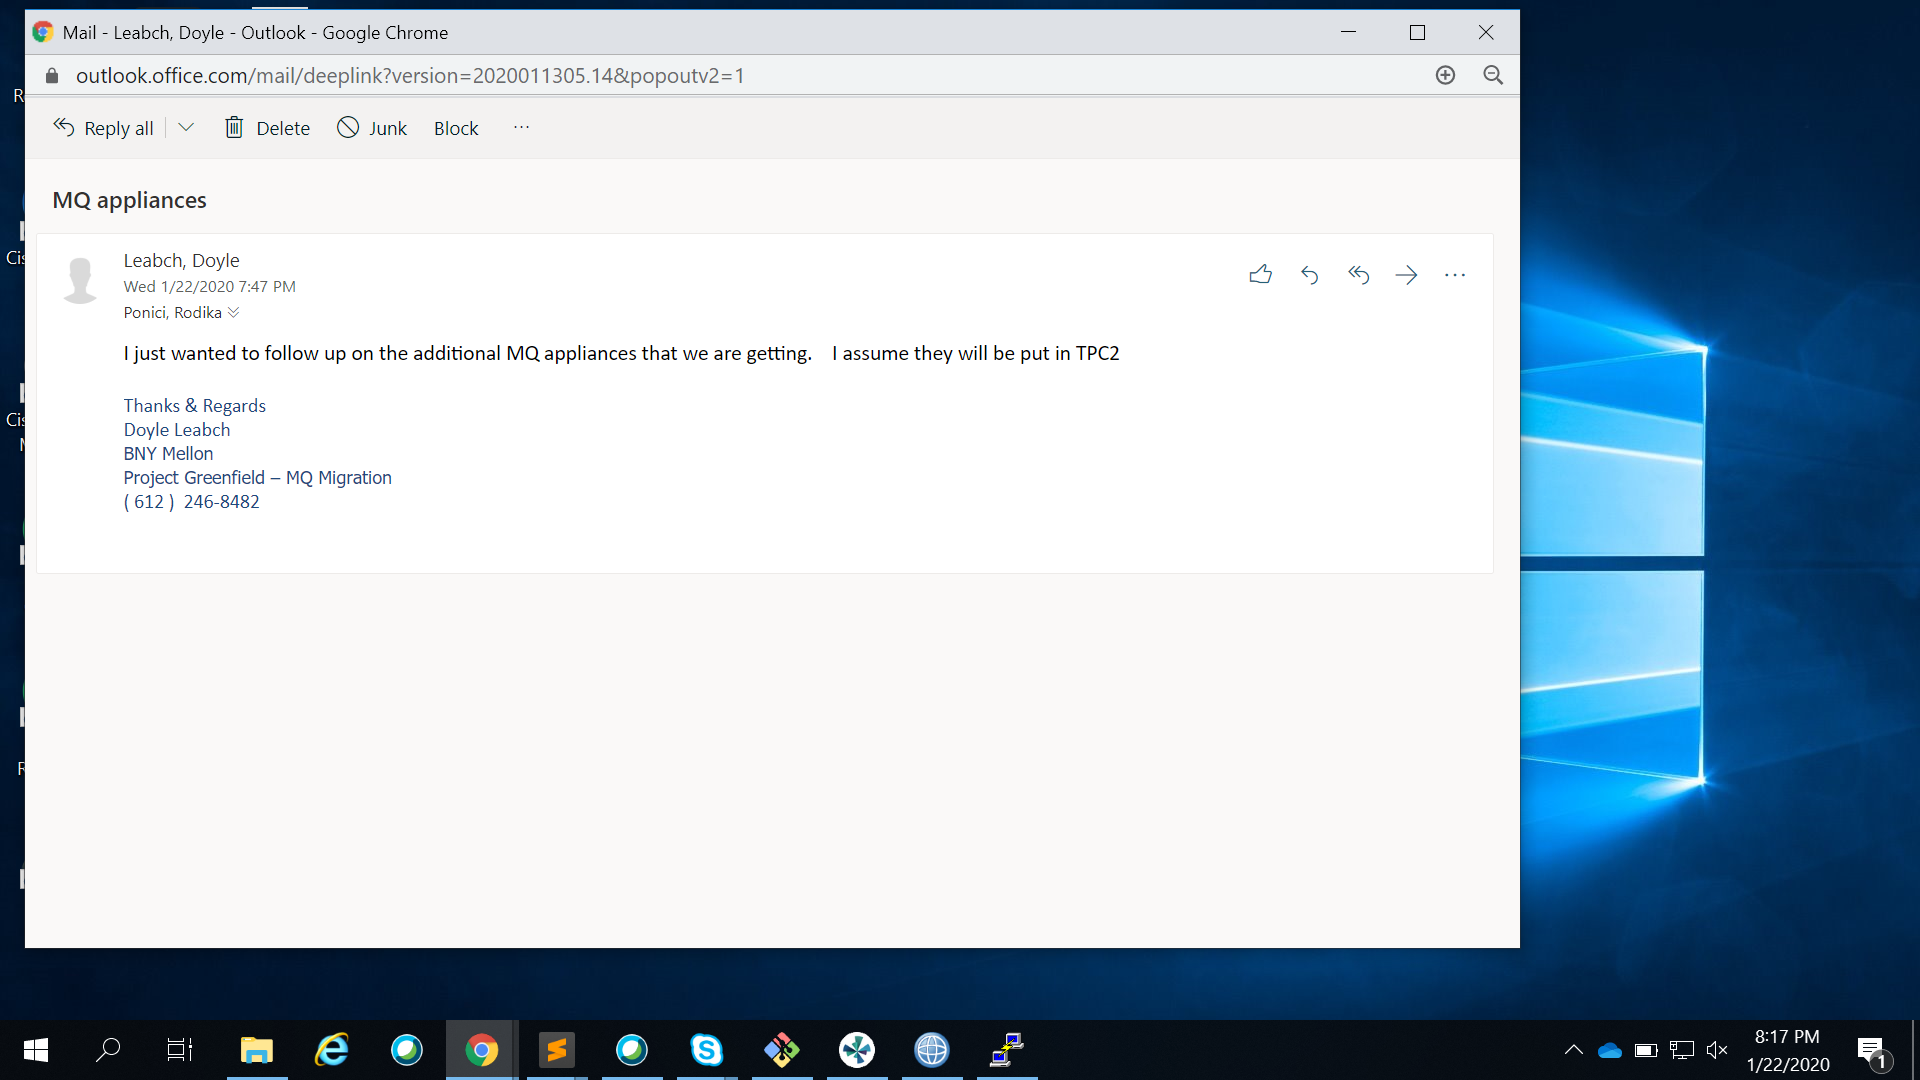 Mail - Leabch, Doyle - Outlook - Google Chrome
outlook.office.com/mail/deeplink?version=2020011305.14&popoutv2=1
Reply all Delete Junk Block ...
MQ appliances
Leabch, Doyle
Wed 1/22/2020 7:47 PM
Ponici, Rodika
I just wanted to follow up on the additional MQ appliances that we are getting. I assume they will be put in TPC2
Thanks & Regards
Doyle Leabch
BNY Mellon
Project Greenfield – MQ Migration
( 612 ) 246-8482
R
Cis
Cis
R
8:17 PM
1/22/2020
1